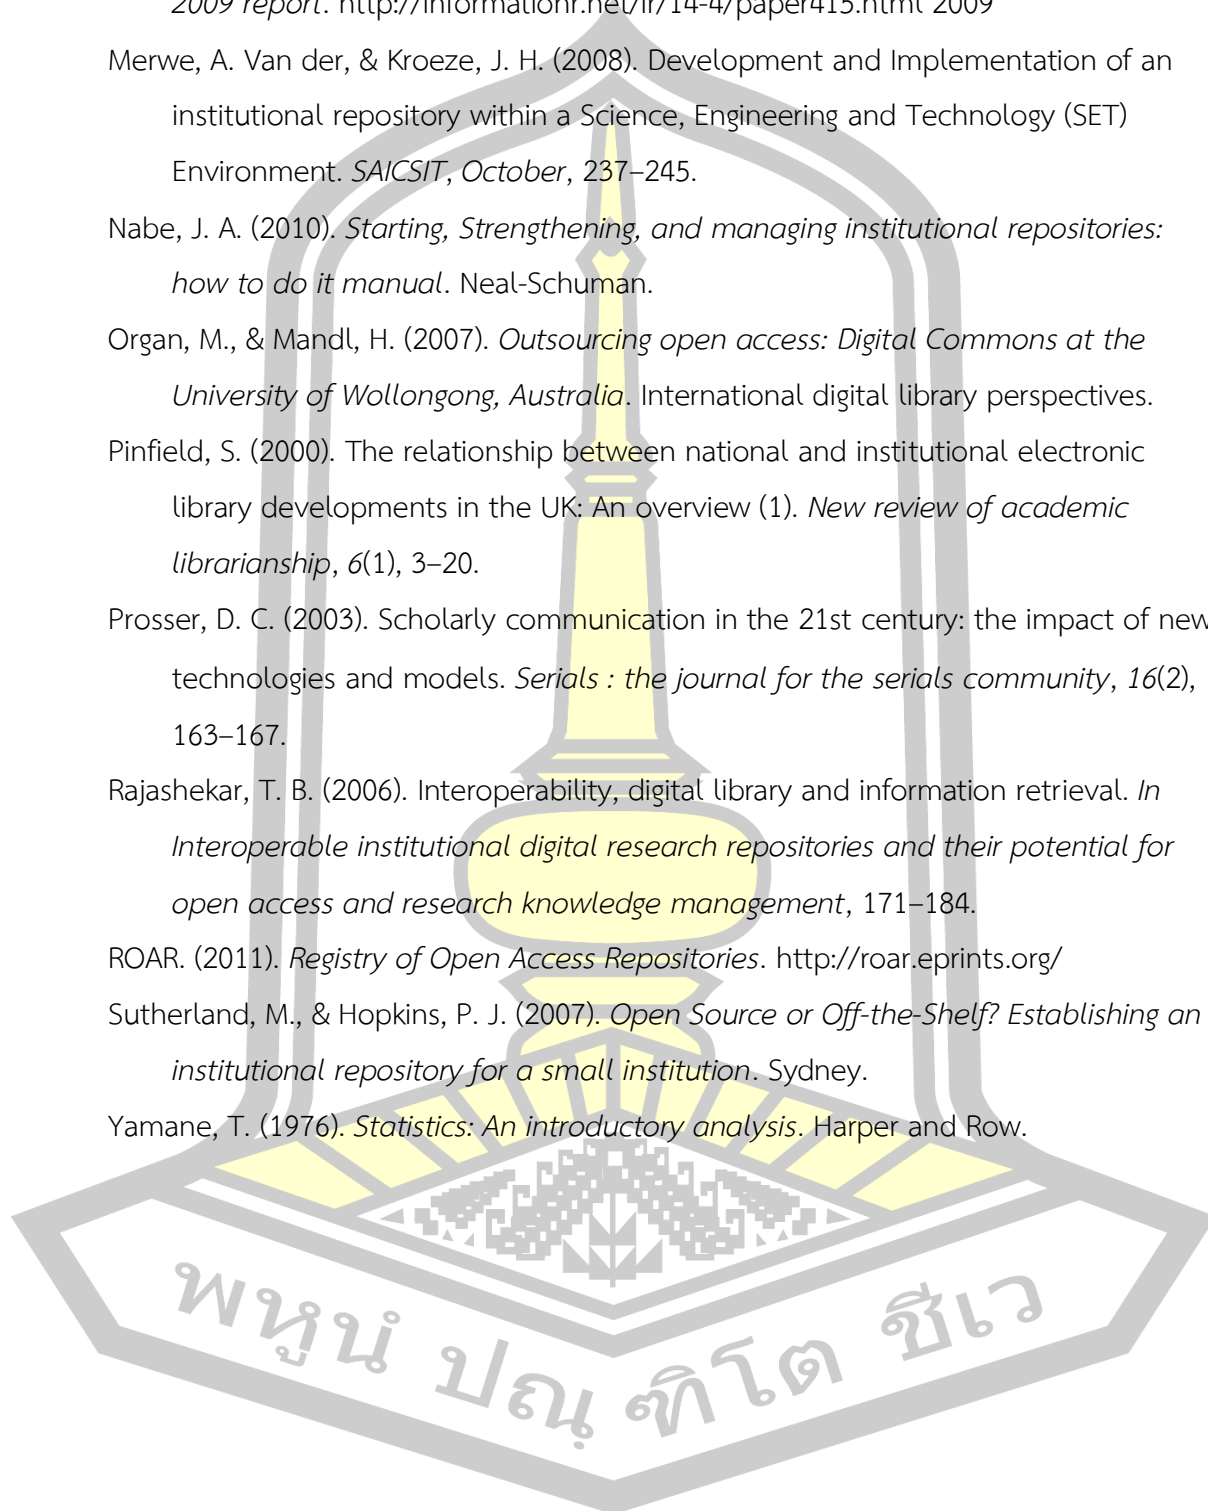 2009 report. http://informationr.net/ir/14-4/paper415.html 2009
Merwe, A. Van der, & Kroeze, J. H. (2008). Development and Implementation of an
institutional repository within a Science, Engineering and Technology (SET)
Environment. SAICSIT, October, 237–245.
Nabe, J. A. (2010). Starting, Strengthening, and managing institutional repositories:
how to do it manual. Neal-Schuman.
Organ, M., & Mandl, H. (2007). Outsourcing open access: Digital Commons at the
University of Wollongong, Australia. International digital library perspectives.
Pinfield, S. (2000). The relationship between national and institutional electronic
library developments in the UK: An overview (1). New review of academic
librarianship, 6(1), 3–20.
Prosser, D. C. (2003). Scholarly communication in the 21st century: the impact of new
technologies and models. Serials : the journal for the serials community, 16(2),
163–167.
Rajashekar, T. B. (2006). Interoperability, digital library and information retrieval. In
Interoperable institutional digital research repositories and their potential for
open access and research knowledge management, 171–184.
ROAR. (2011). Registry of Open Access Repositories. http://roar.eprints.org/
Sutherland, M., & Hopkins, P. J. (2007). Open Source or Off-the-Shelf? Establishing an
institutional repository for a small institution. Sydney.
Yamane, T. (1976). Statistics: An introductory analysis. Harper and Row.
พหูนํ ปณฺฑิโต ชีเว